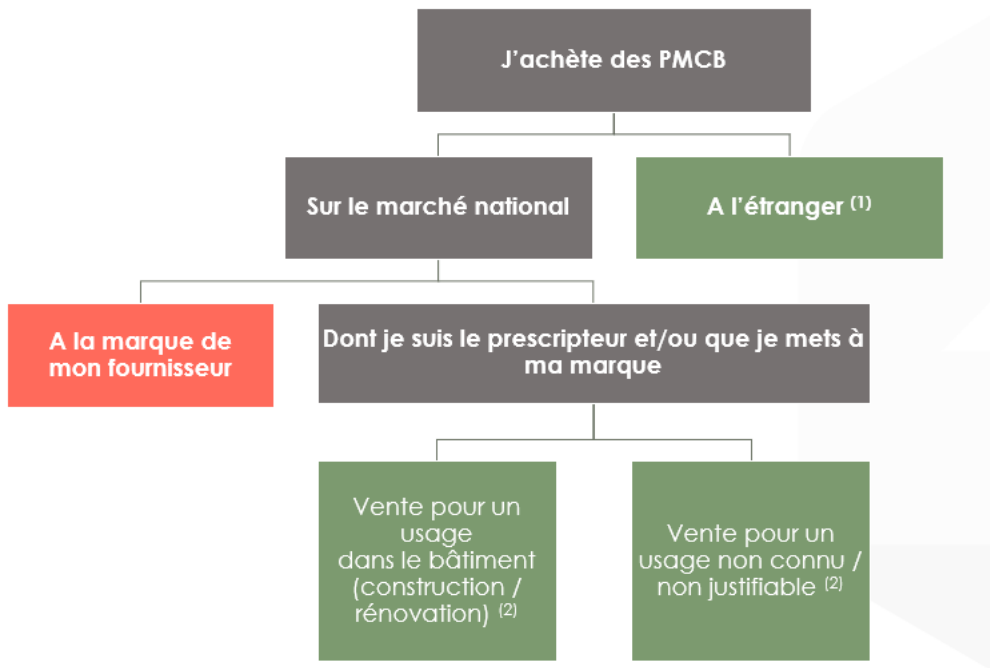 J’achète des PMCB
Sur le marché national
A l’étranger (1)
A la marque de
mon fournisseur
Dont je suis le prescripteur et/ou que je mets à
ma marque
Vente pour un
usage
dans le bâtiment
(construction /
rénovation) (2)
Vente pour un
usage non connu /
non justifiable (2)